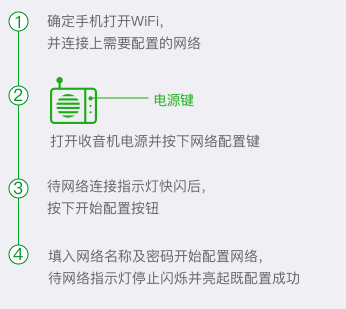 1
确定手机打开WiFi，
并连接上需要配置的网络
2
电源键
打开收音机电源并按下网络配置键
3
待网络连接指示灯快闪后，
按下开始配置按钮
4
填入网络名称及密码开始配置网络，
待网络指示灯停止闪烁并亮起既配置成功